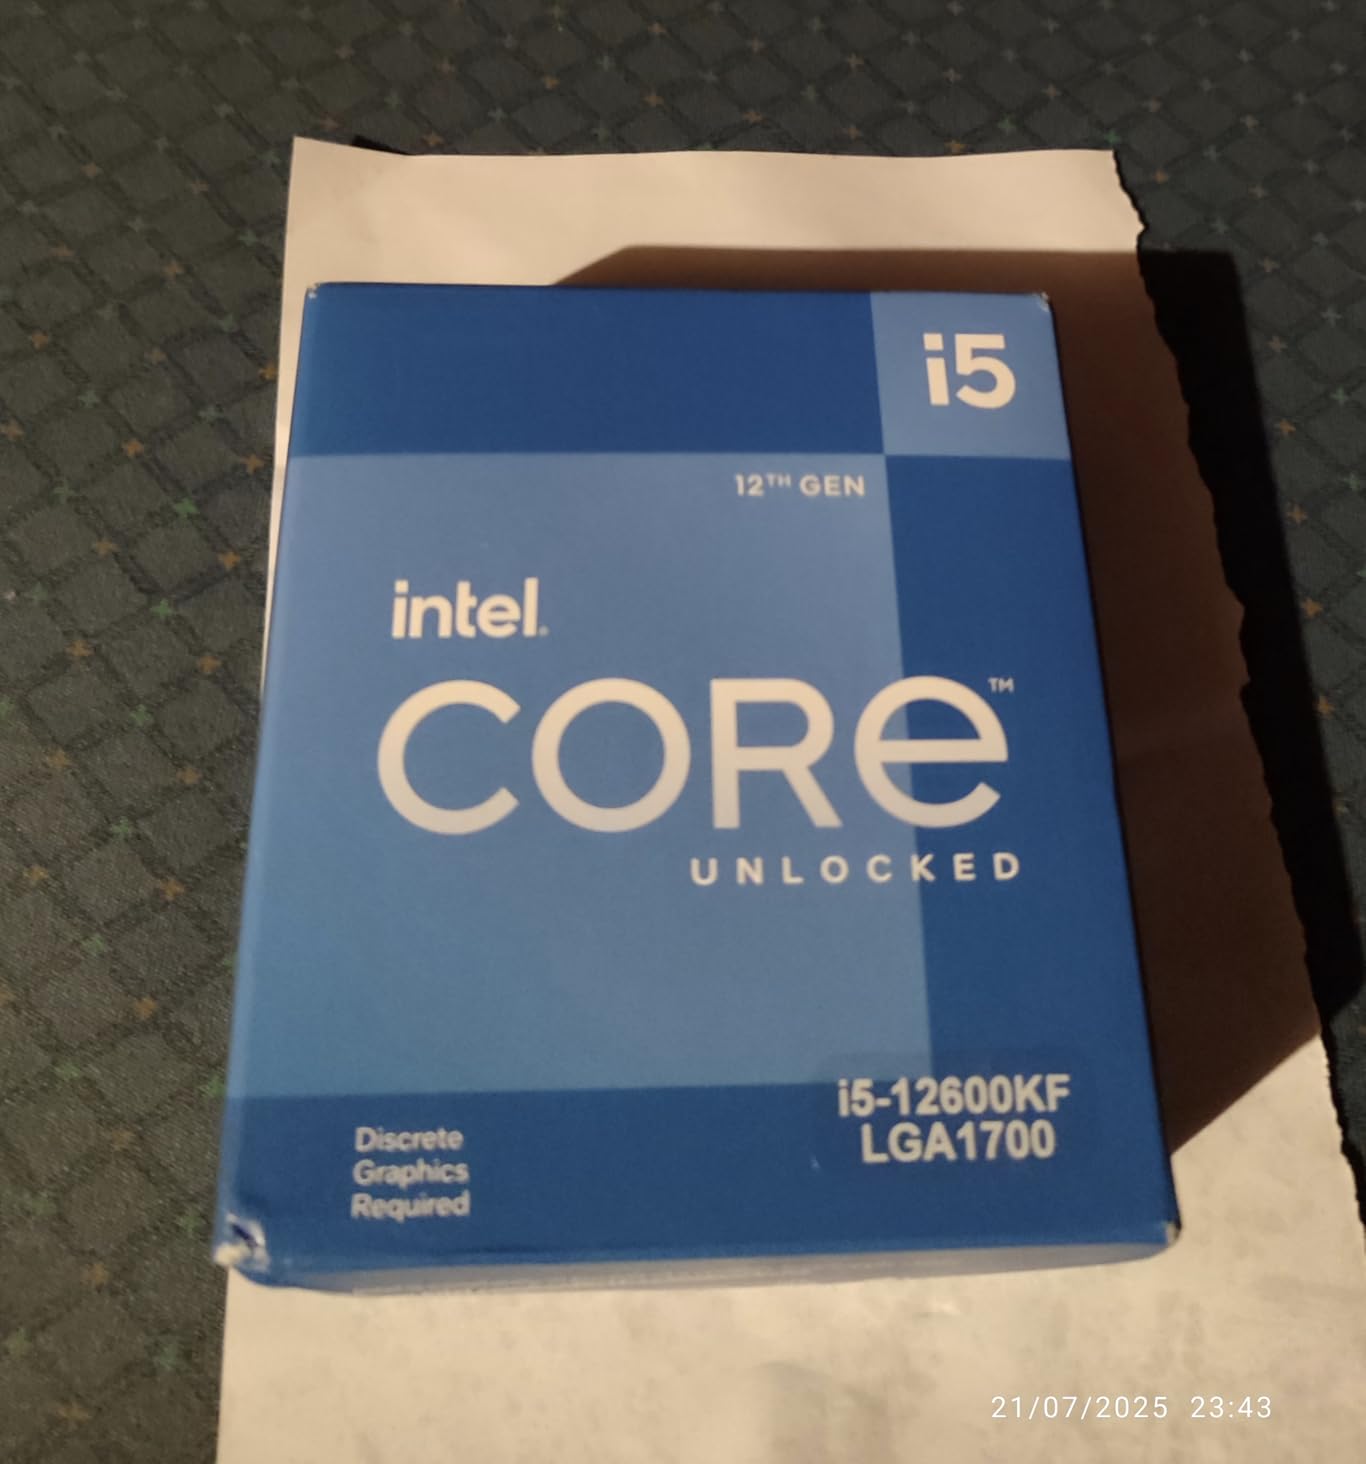 i5
12TH GEN
intel.
CORe™
UNLOCKED
i5-12600KF
LGA1700
Discrete
Graphics
Required
21/07/2025 23:43